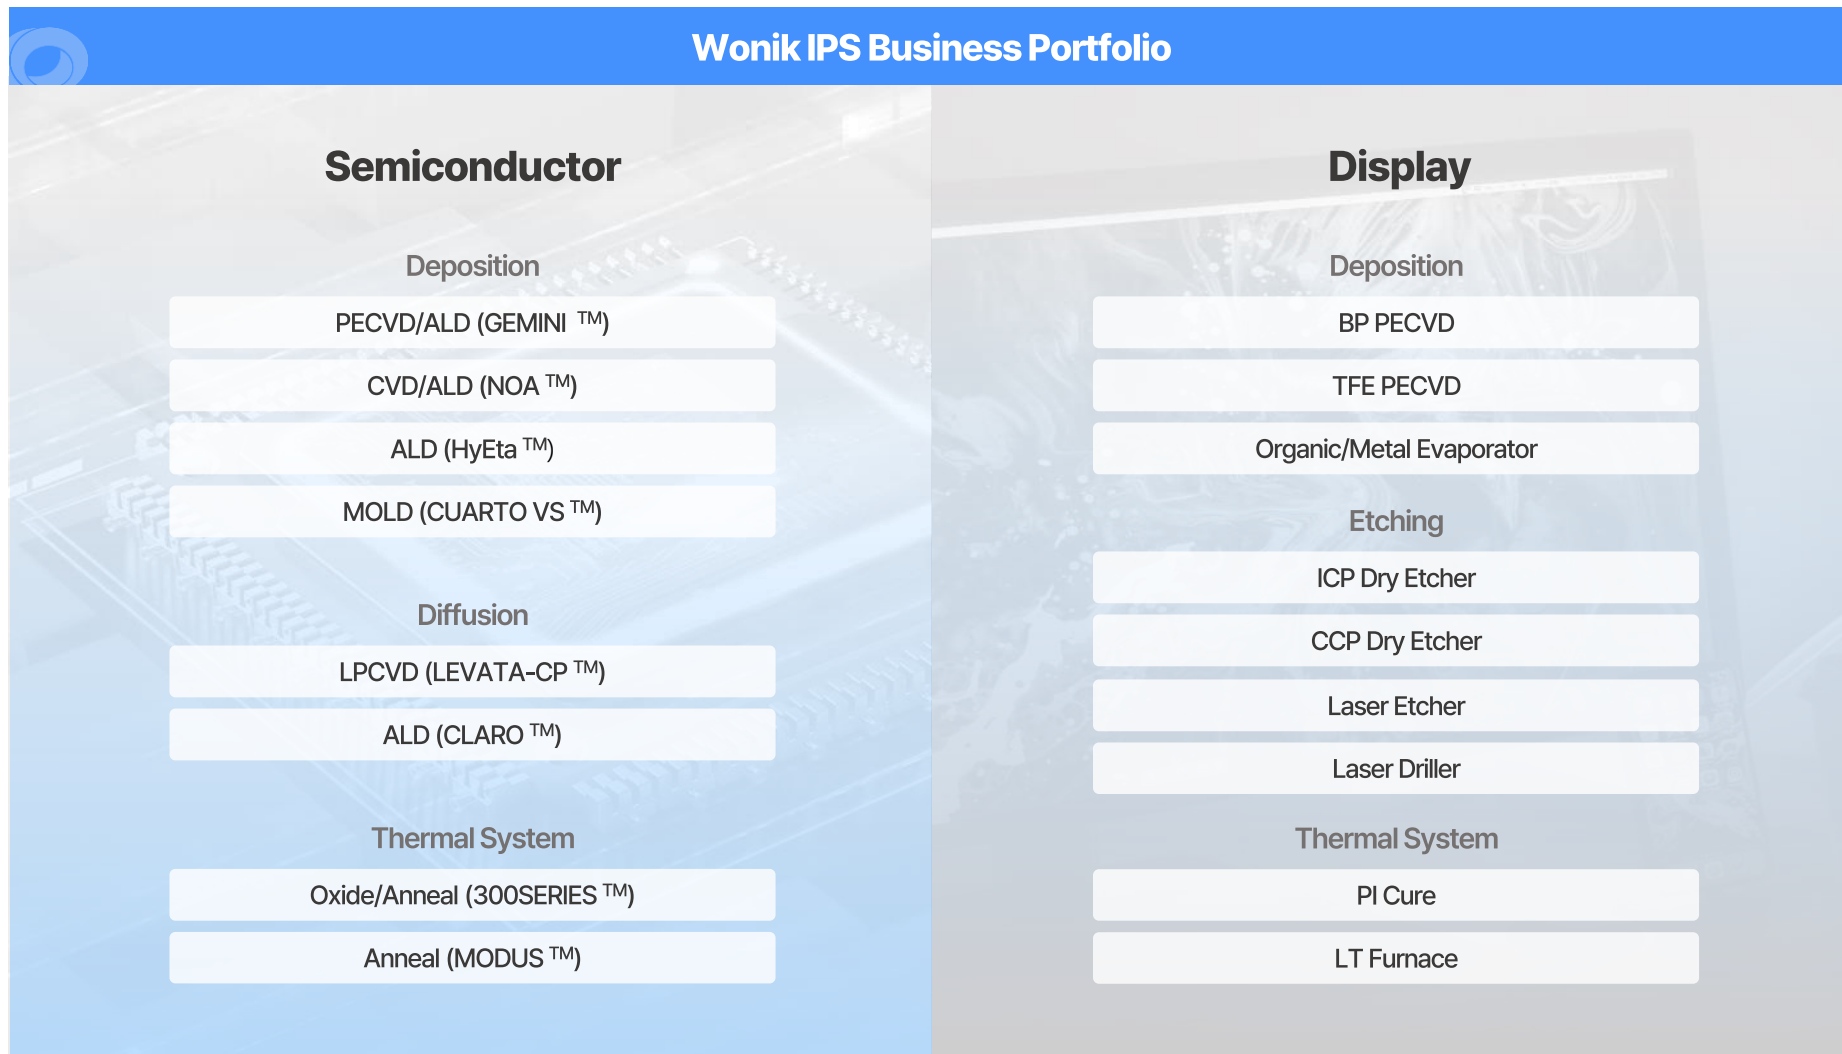 Wonik IPS Business Portfolio
Semiconductor
Deposition
PECVD/ALD (GEMINI ™)
CVD/ALD (NOA ™)
ALD (HyEta ™)
MOLD (CUARTO VS ™)
Diffusion
LPCVD (LEVATA-CP ™)
ALD (CLARO ™)
Thermal System
Oxide/Anneal (300SERIES ™)
Anneal (MODUS ™)
Display
Deposition
BP PECVD
TFE PECVD
Organic/Metal Evaporator
Etching
ICP Dry Etcher
CCP Dry Etcher
Laser Etcher
Laser Driller
Thermal System
PI Cure
LT Furnace